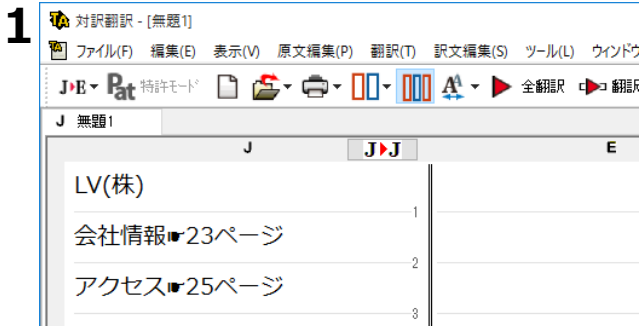 1
対訳翻訳 - [無題1]
ファイル(F) 編集(E) 表示(V) 原文編集(P) 翻訳(T) 訳文編集(S) ツール(L) ウィンドウ
J▶E Pat 特許モード A 全翻訳 翻訳
J 無題1
J J▶J E
LV(株)
1
会社情報☛23ページ
2
アクセス☛25ページ
3